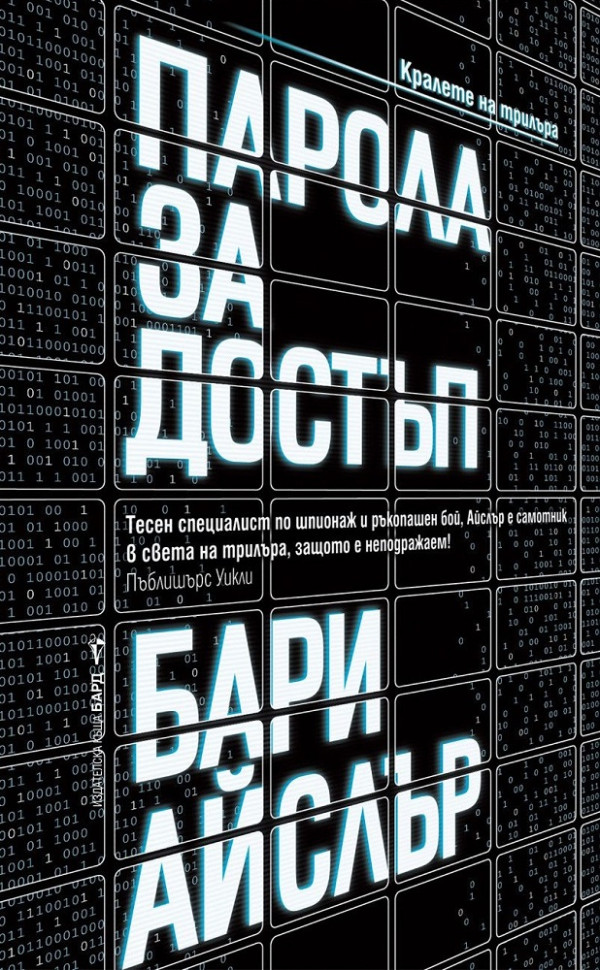 Кралете на трилъра
ПАРОЛА
ЗА
ДОСТЪП
Тесен специалист по шпионаж и ръкопашен бой, Айслър е самотник
в света на трилъра, защото е неподражаем!
Пъблишърс Уикли
БАРИ
АЙСЛЪР
ИЗДАТЕЛСКА КЪЩА БАРД